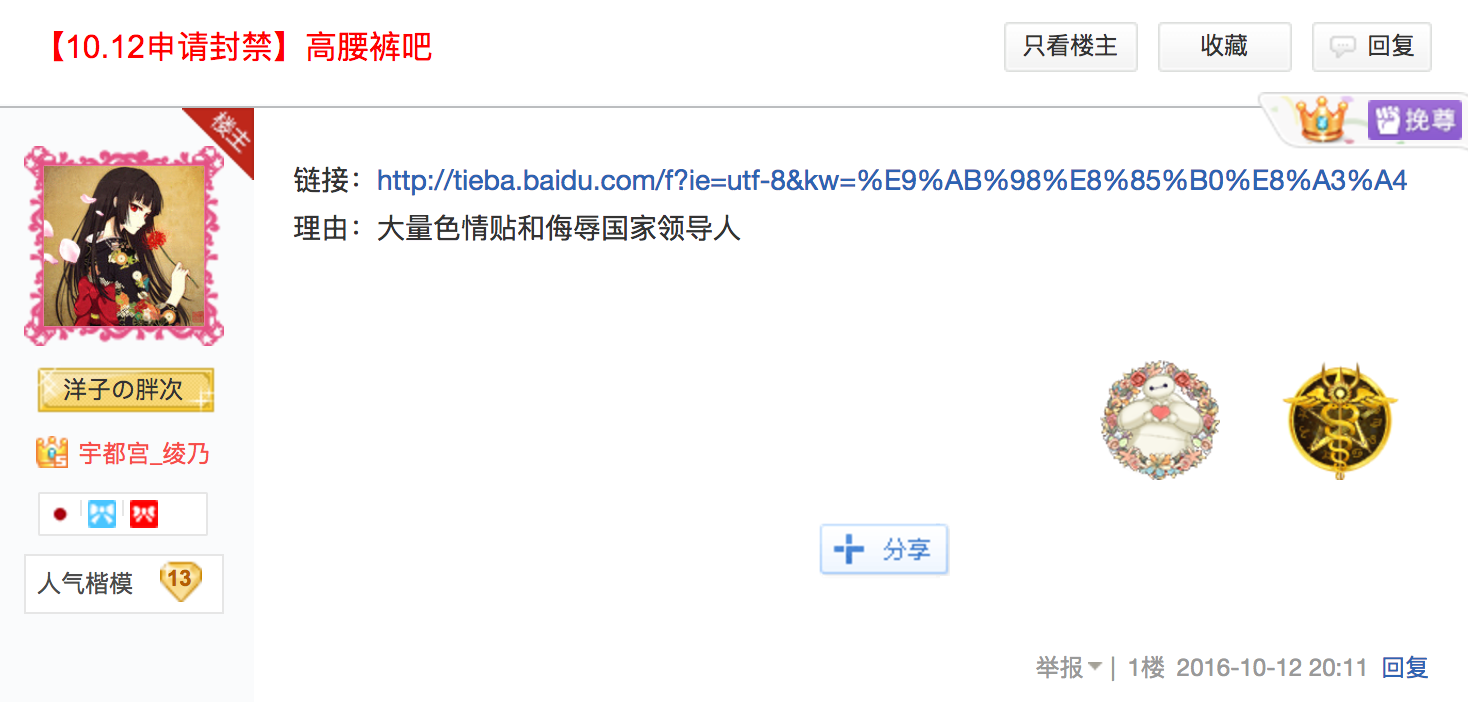 【10.12申请封禁】高腰裤吧
只看楼主
收藏
回复
楼主
挽尊
链接：http://tieba.baidu.com/f?ie=utf-8&kw=%E9%AB%98%E8%85%B0%E8%A3%A4
理由：大量色情贴和侮辱国家领导人
洋子の胖次
5
宇都宫_绫乃
人气楷模 13
分享
举报 | 1楼 2016-10-12 20:11 回复